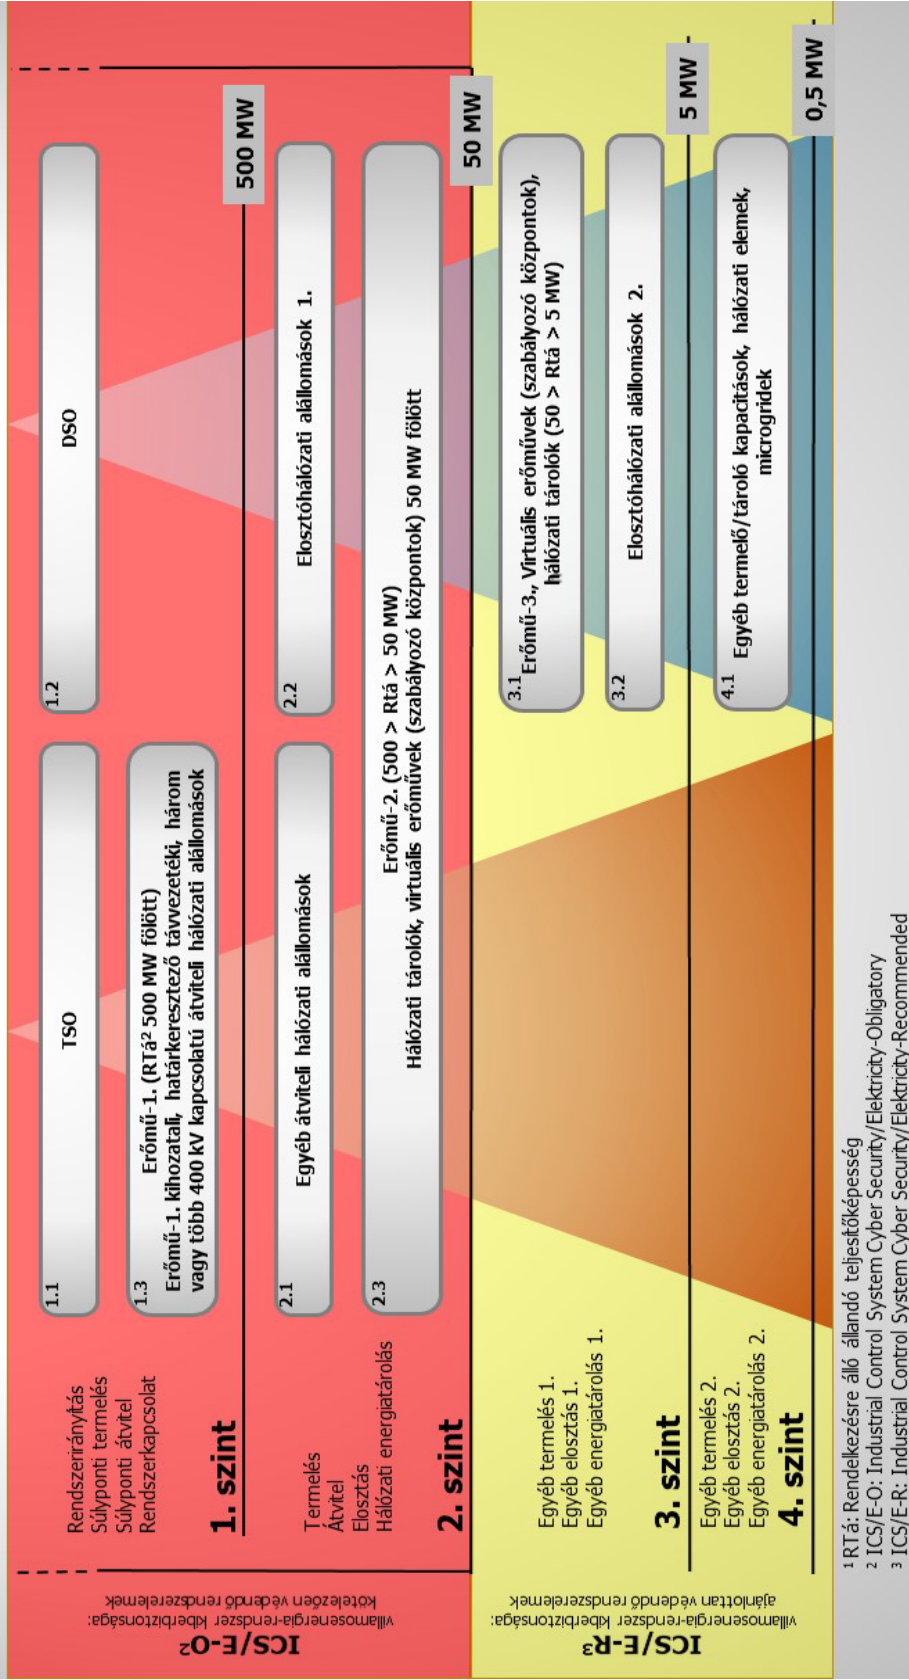 ICS/E-O²
villamosenergia-rendszer kiberbiztonsága:
kötelezően védendő rendszerelemek
Rendszerirányítás
Súlyponti termelés
Súlyponti átvitel
Rendszerkapcsolat
1. szint
1.1
TSO
1.2
DSO
1.3
Erőmű-1. (RTá² 500 MW fölött)
Erőmű-1. kihozatali, határkeresztező távvezetéki, három
vagy több 400 kV kapcsolatú átviteli hálózati alállomások
500 MW
Termelés
Átvitel
Elosztás
Hálózati energiatárolás
2. szint
2.1
Egyéb átviteli hálózati alállomások
2.2
Elosztóhálózati alállomások 1.
2.3
Erőmű-2. (500 > Rtá > 50 MW)
Hálózati tárolók, virtuális erőművek (szabályozó központok) 50 MW fölött
50 MW
ICS/E-R³
villamosenergia-rendszer kiberbiztonsága:
ajánlottan védendő rendszerelemek
Egyéb termelés 1.
Egyéb elosztás 1.
Egyéb energiatárolás 1.
3. szint
3.1
Erőmű-3., Virtuális erőművek (szabályozó központok),
hálózati tárolók (50 > Rtá > 5 MW)
3.2
Elosztóhálózati alállomások 2.
5 MW
Egyéb termelés 2.
Egyéb elosztás 2.
Egyéb energiatárolás 2.
4. szint
4.1
Egyéb termelő/tároló kapacitások, hálózati elemek,
microgridek
0,5 MW
¹ RTá: Rendelkezésre álló állandó teljesítőképesség
² ICS/E-O: Industrial Control System Cyber Security/Elektricity-Obligatory
³ ICS/E-R: Industrial Control System Cyber Security/Elektricity-Recommended